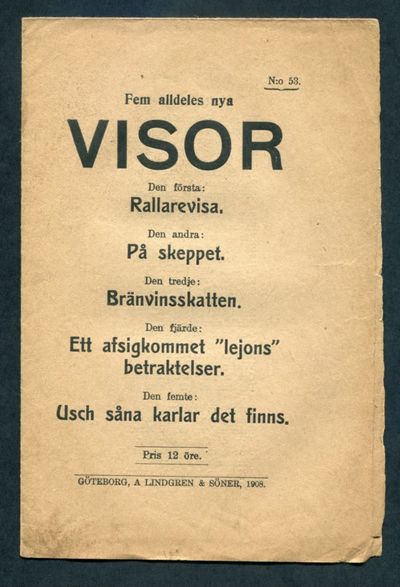 N:o 53.
Fem alldeles nya
VISOR
Den första:
Rallarevisa.
Den andra:
På skeppet.
Den tredje:
Bränvinsskatten.
Den fjärde:
Ett afsigkommet "lejons"
betraktelser.
Den femte:
Usch såna karlar det finns.
Pris 12 öre.
GÖTEBORG, A LINDGREN & SÖNER, 1908.